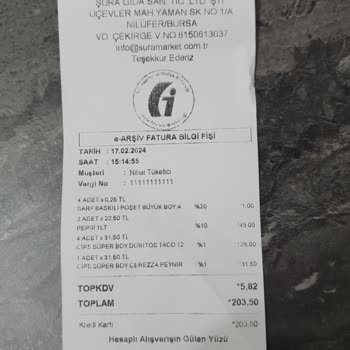 ŞURA GIDA SAN. TİC. LTD. ŞTİ
ÜÇEVLER MAH YAMAN SK NO 1/A
NİLÜFER/BURSA
VD. ÇEKİRGE V.NO 8150613037
info@suramarket.com.tr
Teşekkür Ederiz
e-ARŞİV FATURA BİLGİ FİŞİ
TARİH : 17.02.2024
SAAT : 15:14:55
Müşteri : Nihai Tüketici
Vergi No : 11111111111
4 ADET x 0,25 TL
BARF BASKILI POŞET BÜYÜK BOY A %20 *1,00
2 ADET x 22,50 TL
PEPSİ 1LT %10 *45,00
4 ADET x 31,50 TL
CİPS SÜPER BOY DORITOS TACO 12 %1 *126,00
1 ADET x 31,50 TL
CİPS SÜPER BOY ÇEREZZA PEYNİR %1 *31,50
TOPKDV *5,82
TOPLAM *203,50
Kredi Kartı *203,50
Hesaplı Alışverişin Gülen Yüzü